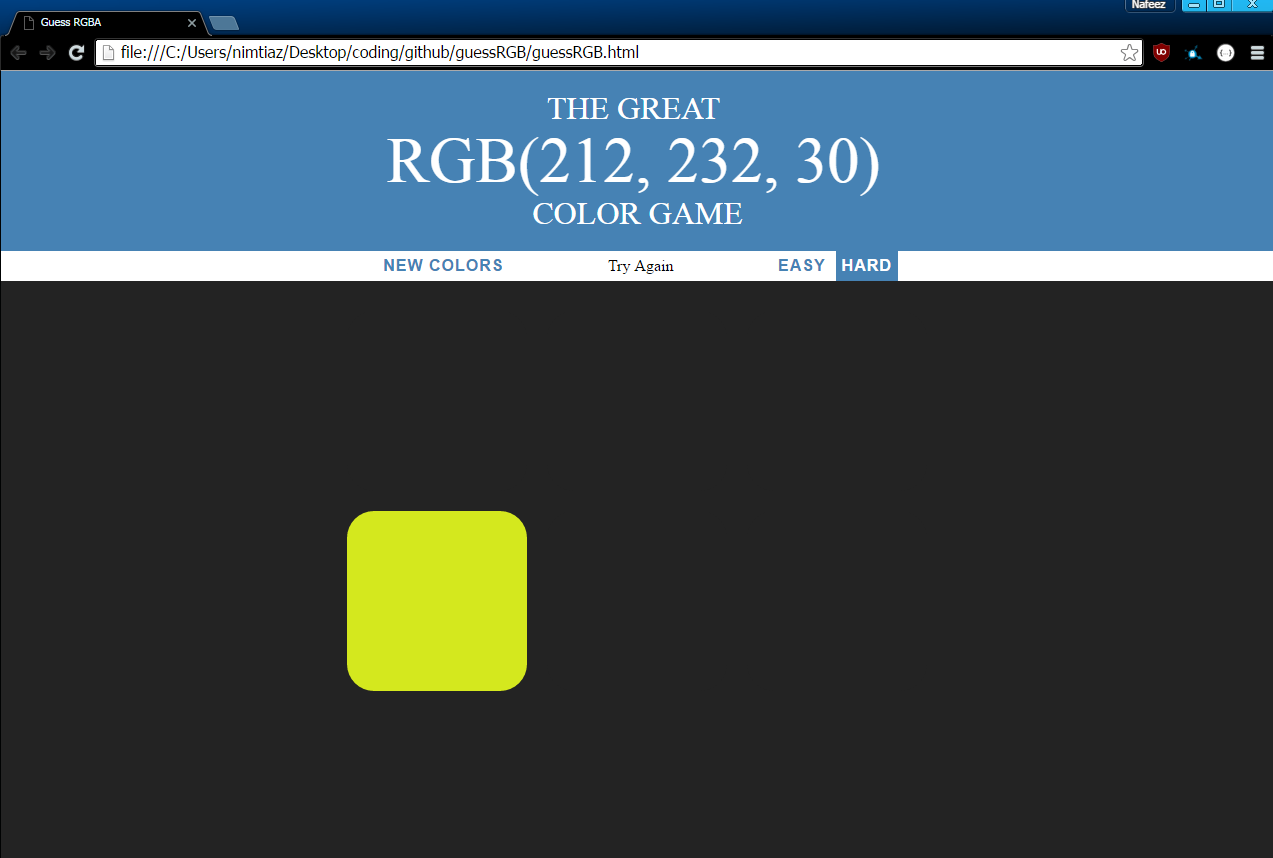 Nafeez
Guess RGBA
file:///C:/Users/nimtiaz/Desktop/coding/github/guessRGB/guessRGB.html
THE GREAT
RGB(212, 232, 30)
COLOR GAME
NEW COLORS Try Again EASY HARD